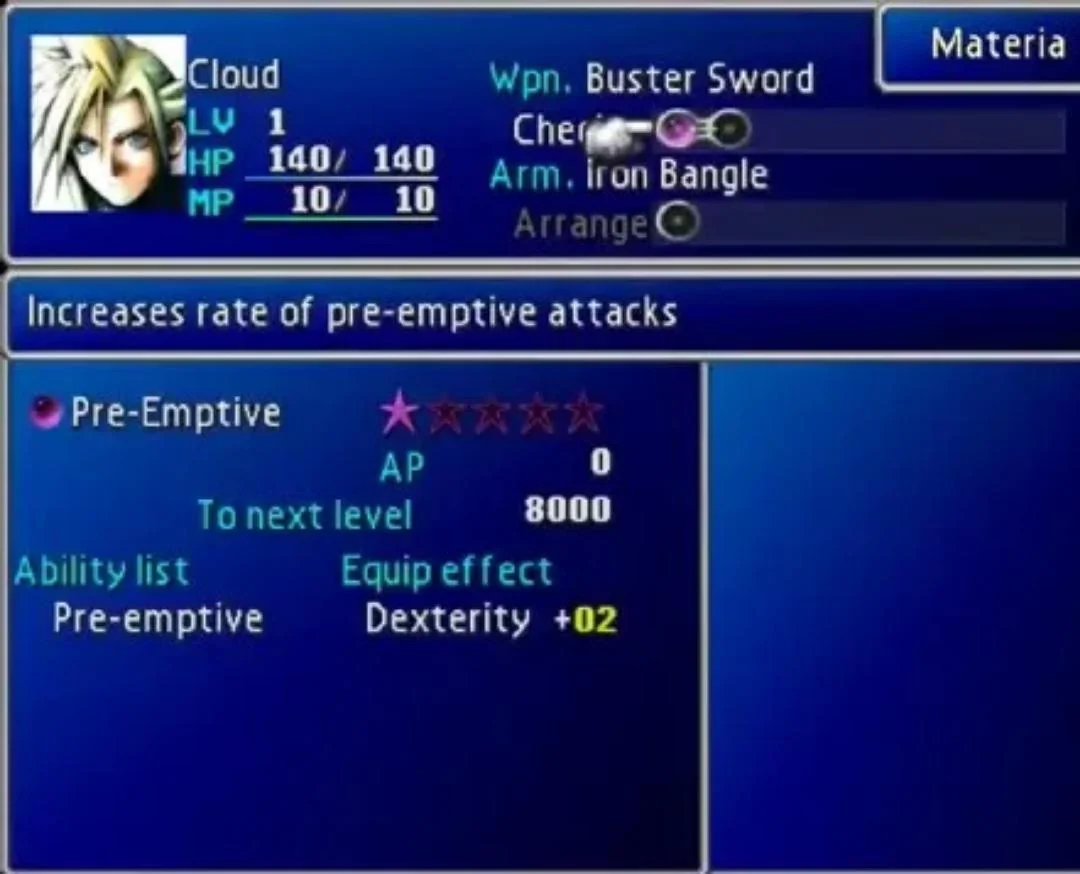 Materia
Cloud
LV 1
HP 140/ 140
MP 10/ 10
Wpn. Buster Sword
Arm. Iron Bangle
Arrange
Increases rate of pre-emptive attacks
Pre-Emptive
AP 0
To next level 8000
Ability list Equip effect
Pre-emptive Dexterity +02